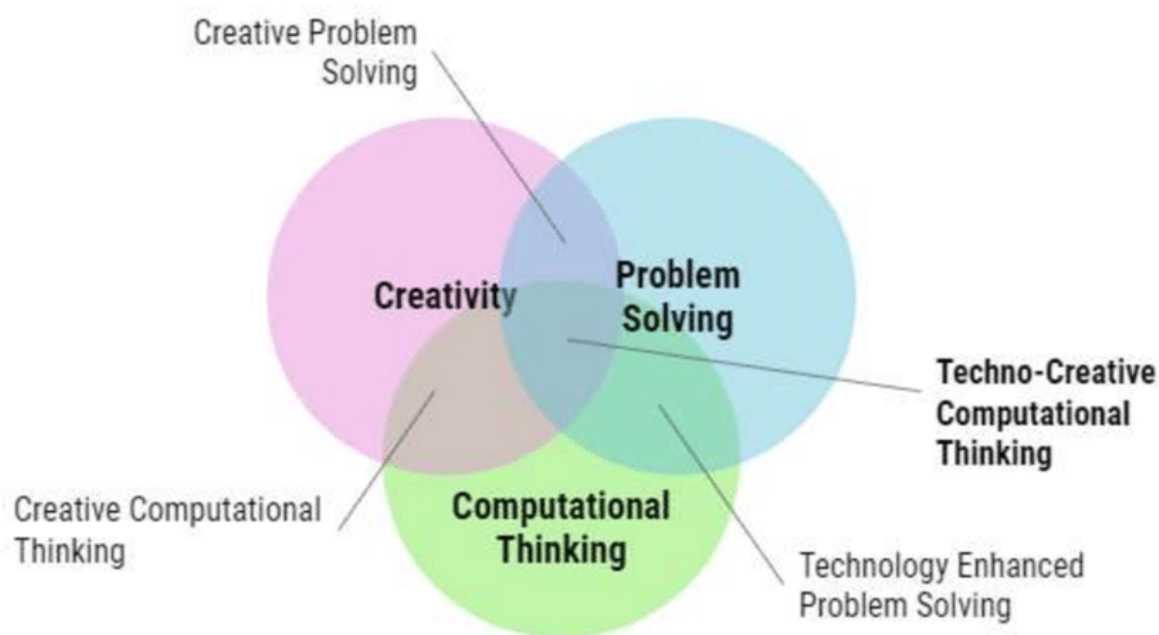 Creative Problem
Solving
Creativity
Problem
Solving
Techno-Creative
Computational
Thinking
Creative Computational
Thinking
Computational
Thinking
Technology Enhanced
Problem Solving